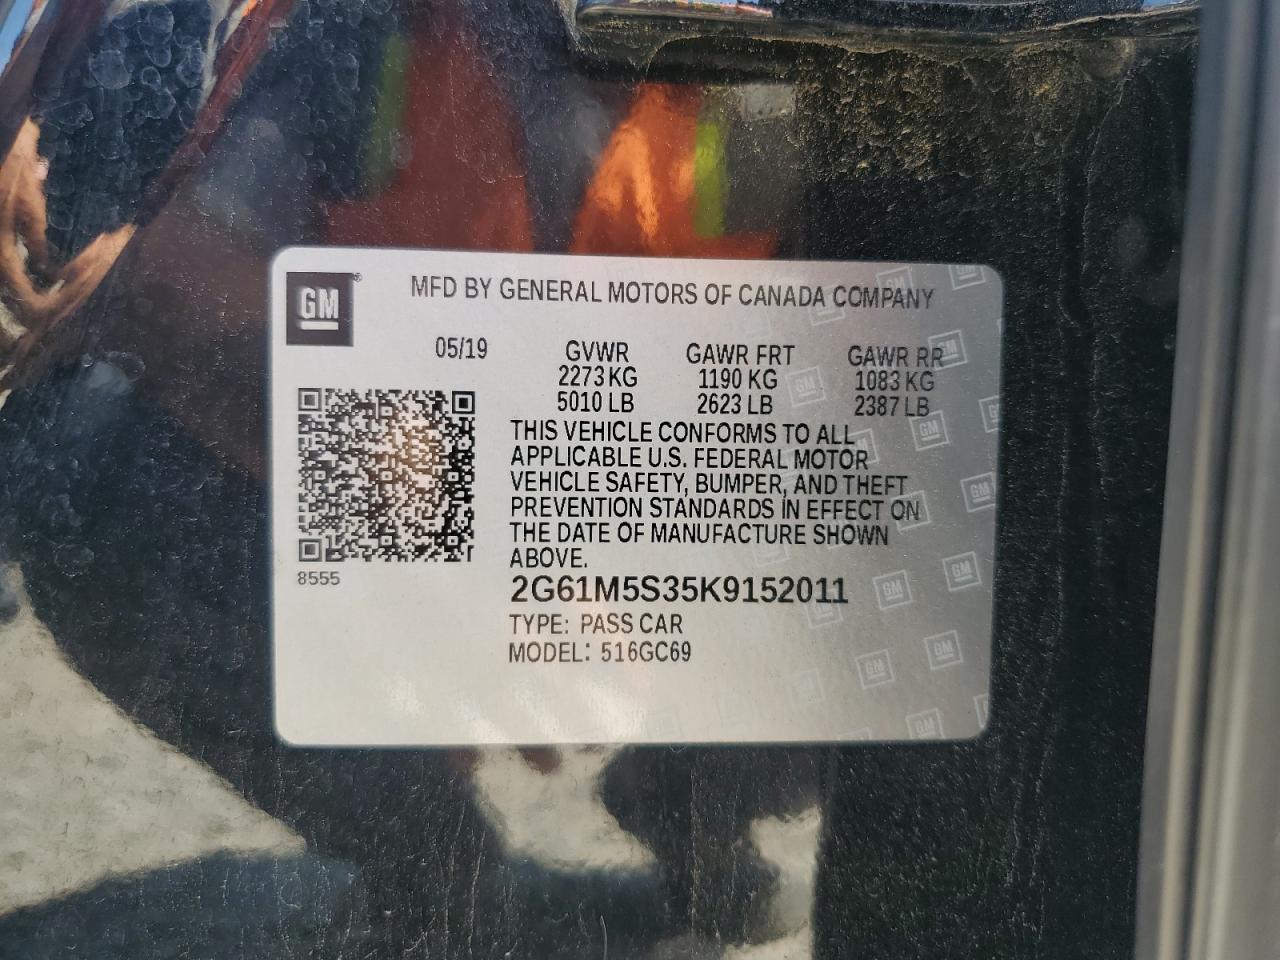 GM®
MFD BY GENERAL MOTORS OF CANADA COMPANY
05/19 GVWR GAWR FRT GAWR RR
2273 KG 1190 KG 1083 KG
5010 LB 2623 LB 2387 LB
THIS VEHICLE CONFORMS TO ALL
APPLICABLE U.S. FEDERAL MOTOR
VEHICLE SAFETY, BUMPER, AND THEFT
PREVENTION STANDARDS IN EFFECT ON
THE DATE OF MANUFACTURE SHOWN
ABOVE.
8555
2G61M5S35K9152011
TYPE: PASS CAR
MODEL: 516GC69